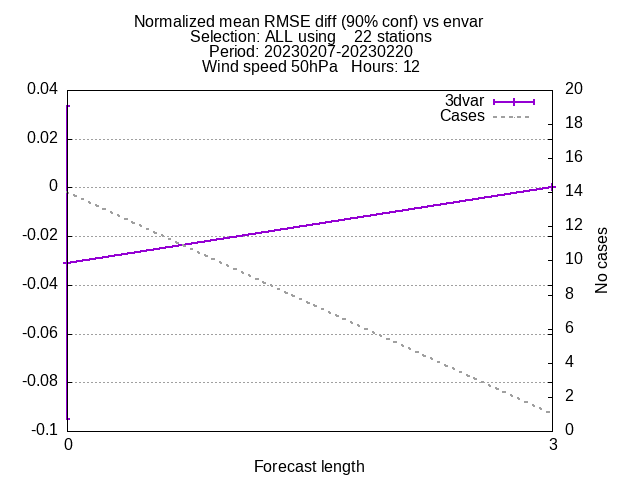 Normalized mean RMSE diff (90% conf) vs envar
Selection: ALL using    22 stations
Period: 20230207-20230220
Wind speed 50hPa   Hours: 12
3dvar
Cases
0.04
0.02
0
-0.02
-0.04
-0.06
-0.08
-0.1
20
18
16
14
12
10
8
6
4
2
0
No cases
0
3
Forecast length